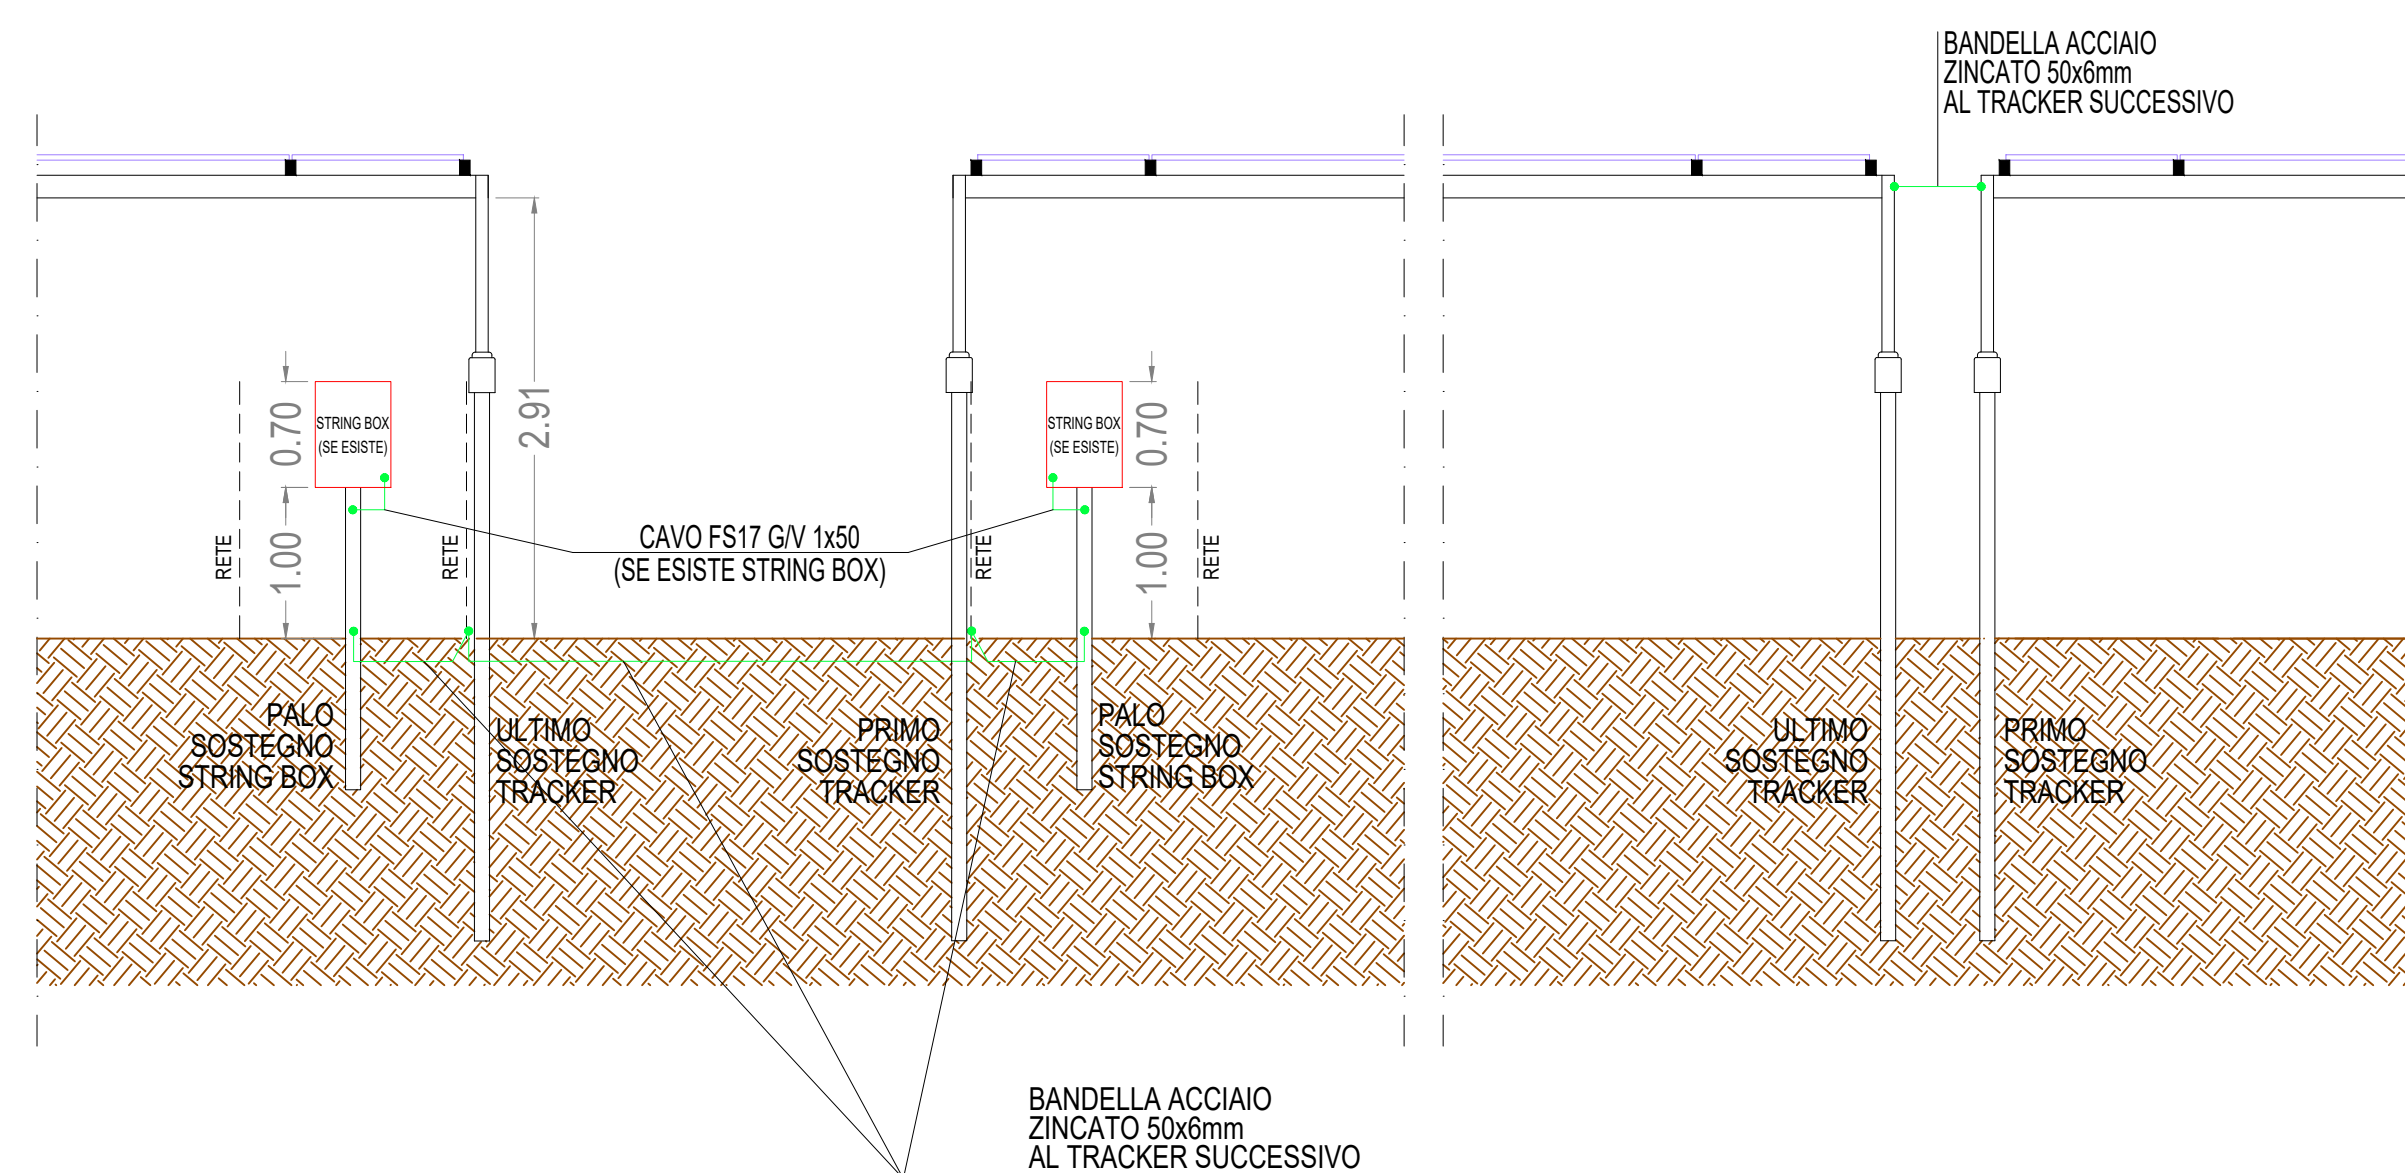 BANDELLA ACCIAIO
ZINCATO 50x6mm
AL TRACKER SUCCESSIVO
2.91
0.70
STRING BOX
(SE ESISTE)
1.00
RETE
RETE
CAVO FS17 G/V 1x50
(SE ESISTE STRING BOX)
STRING BOX
(SE ESISTE)
0.70
1.00
RETE
RETE
PALO
SOSTEGNO
STRING BOX
ULTIMO
SOSTEGNO
TRACKER
PRIMO
SOSTEGNO
TRACKER
PALO
SOSTEGNO
STRING BOX
ULTIMO
SOSTEGNO
TRACKER
PRIMO
SOSTEGNO
TRACKER
BANDELLA ACCIAIO
ZINCATO 50x6mm
AL TRACKER SUCCESSIVO